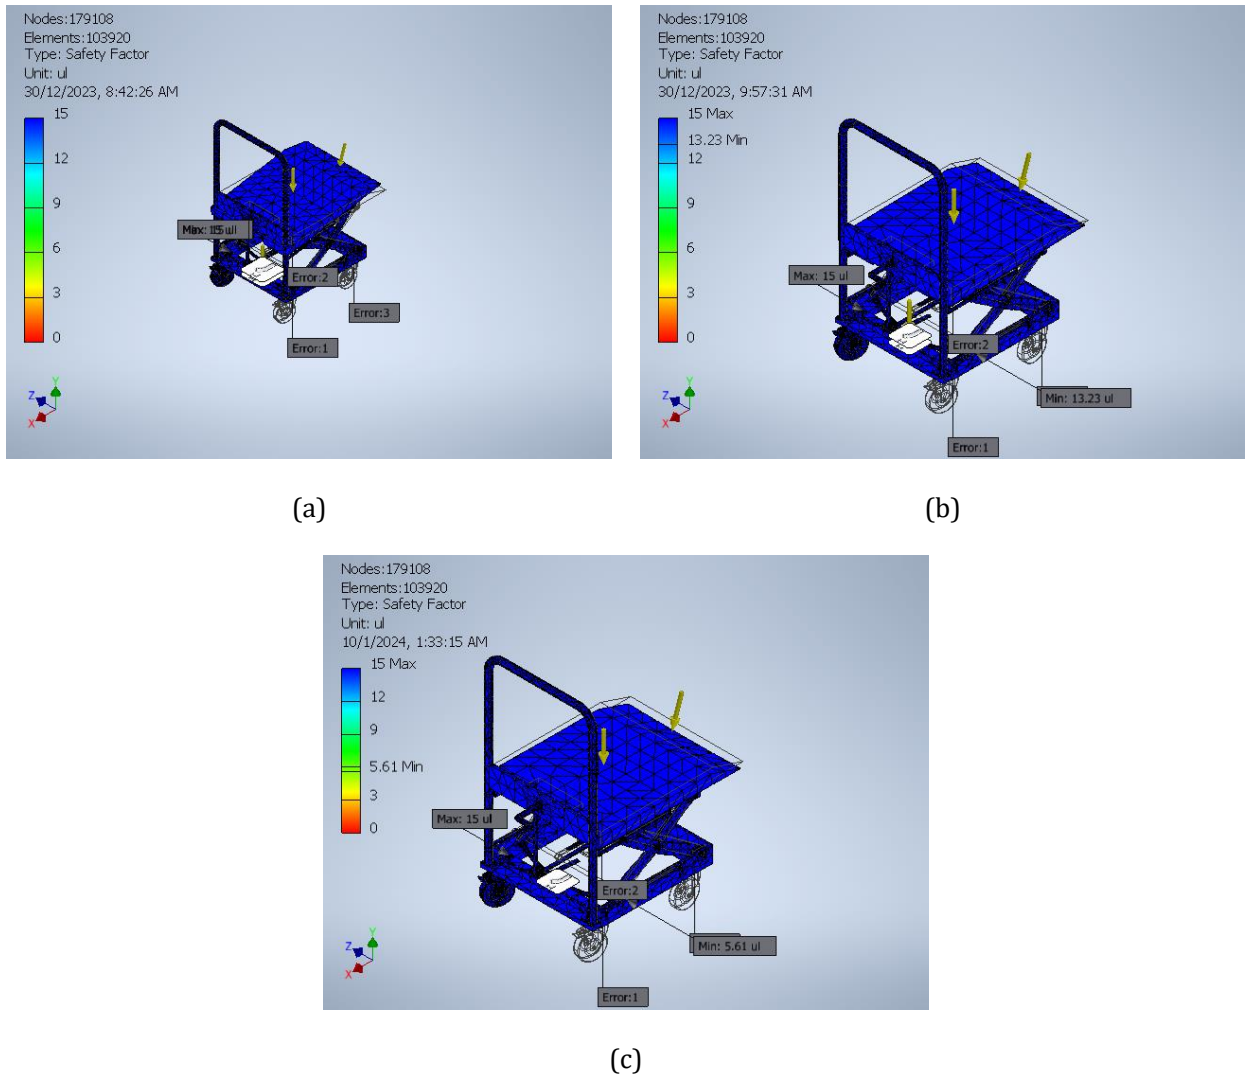 Nodes:179108
Elements:103920
Type: Safety Factor
Unit: ul
30/12/2023, 8:42:26 AM
15
12
9
6
3
0
Max: 15 ul
Error:2
Error:3
Error:1
Y
Z
X
(a)
Nodes:179108
Elements:103920
Type: Safety Factor
Unit: ul
30/12/2023, 9:57:31 AM
15 Max
13.23 Min
12
9
6
3
0
Max: 15 ul
Error:2
Min: 13.23 ul
Error:1
Y
Z
X
(b)
Nodes:179108
Elements:103920
Type: Safety Factor
Unit: ul
10/1/2024, 1:33:15 AM
15 Max
12
9
5.61 Min
3
0
Max: 15 ul
Error:2
Min: 5.61 ul
Error:1
Y
Z
X
(c)